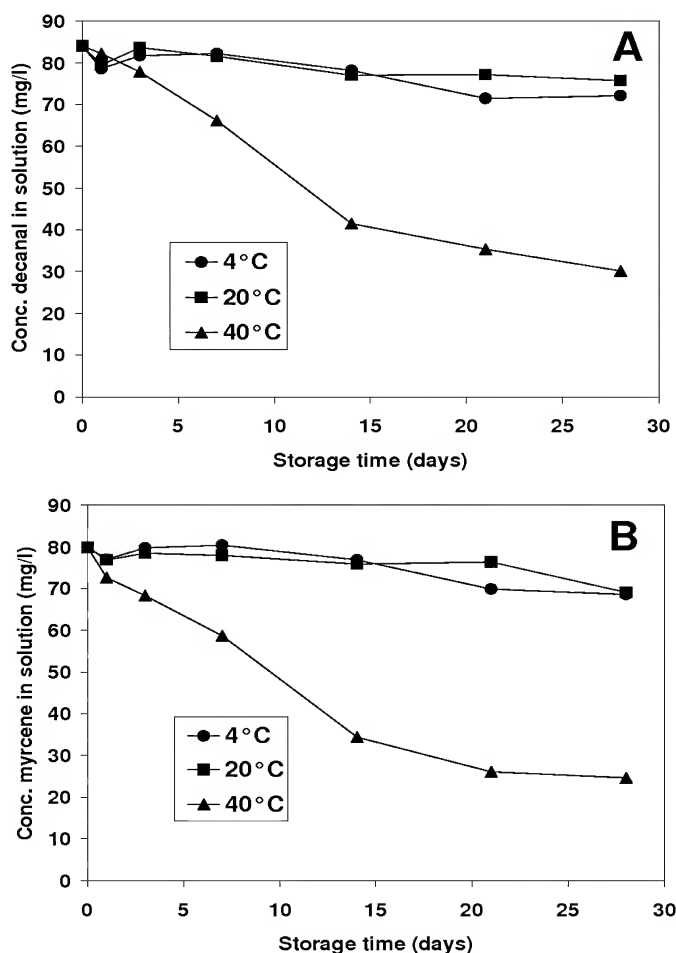 A
Conc. decanal in solution (mg/l)
90
80
70
60
50
40
30
20
10
0
4°C
20°C
40°C
0 5 10 15 20 25 30
Storage time (days)
B
Conc. myrcene in solution (mg/l)
90
80
70
60
50
40
30
20
10
0
4°C
20°C
40°C
0 5 10 15 20 25 30
Storage time (days)